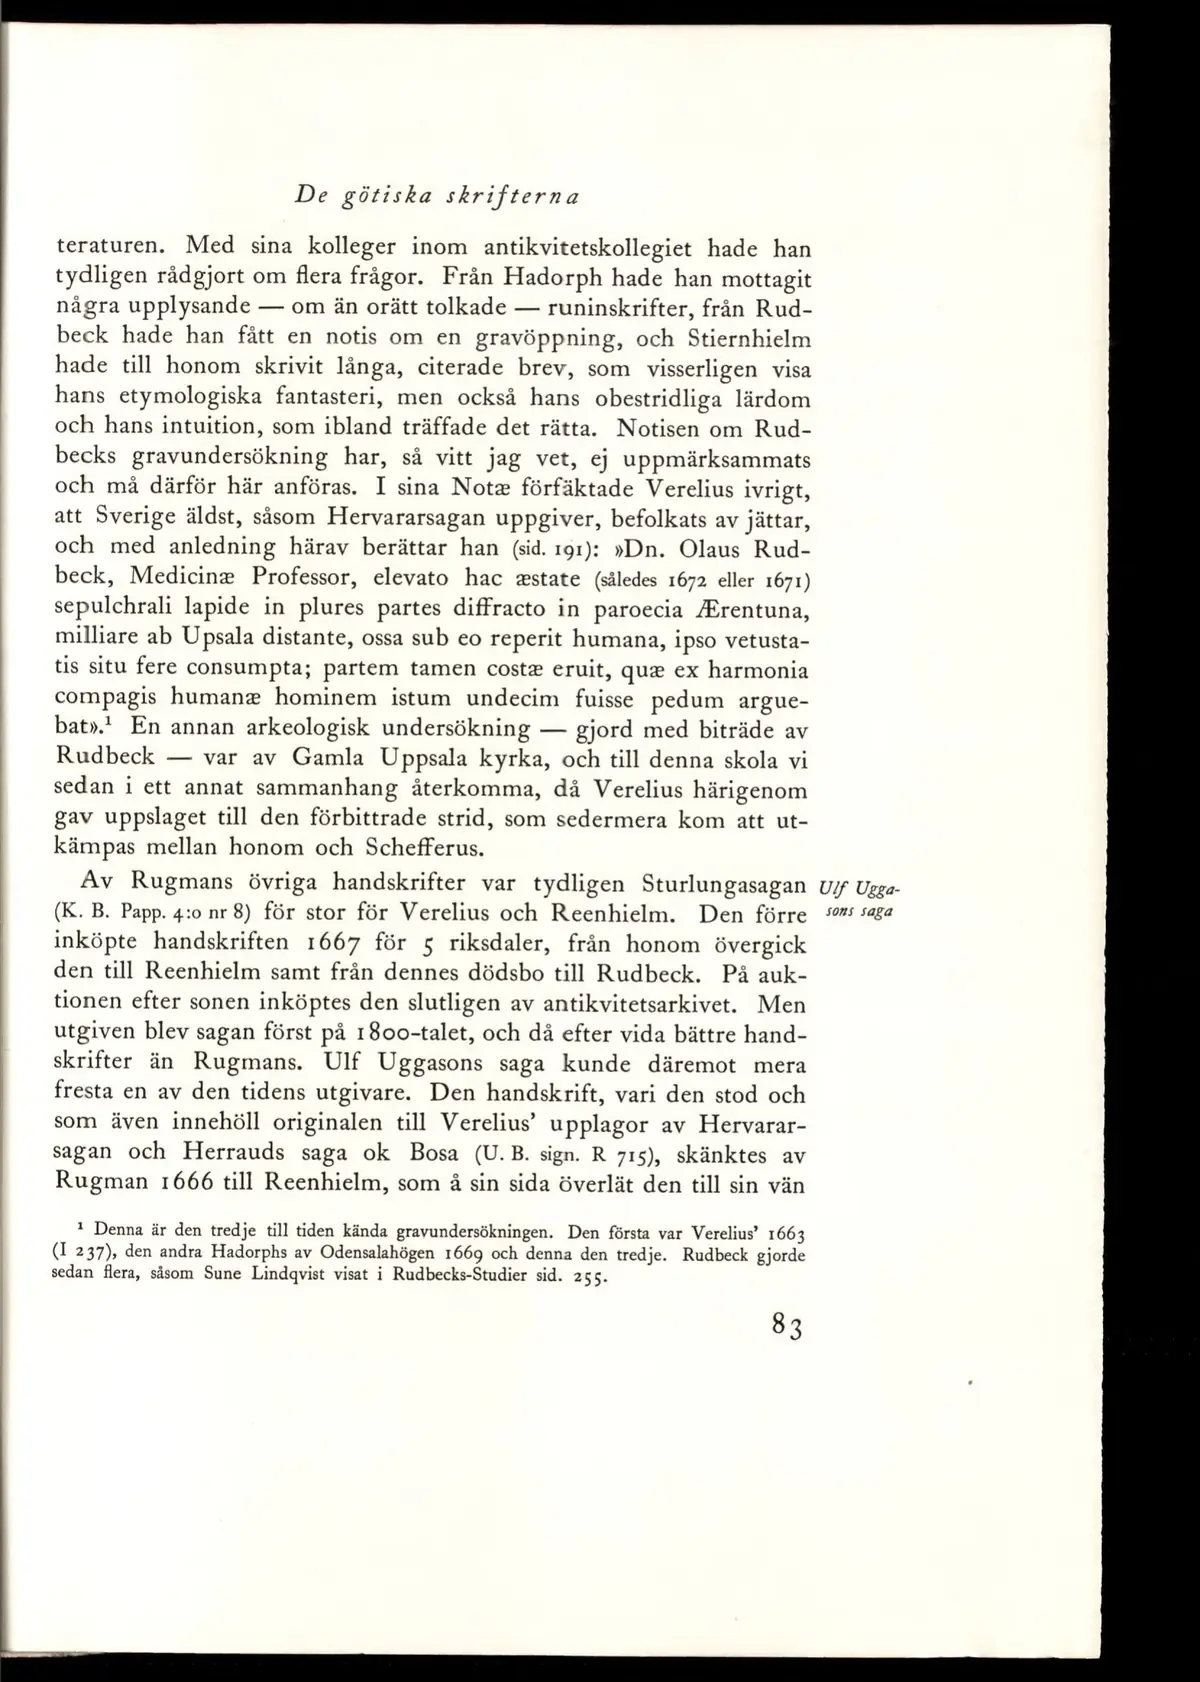 De götiska skrifterna
teraturen. Med sina kolleger inom antikvitetskollegiet hade han
tydligen rådgjort om flera frågor. Från Hadorph hade han mottagit
några upplysande — om än orätt tolkade — runinskrifter, från Rud-
beck hade han fått en notis om en gravöppning, och Stiernhielm
hade till honom skrivit långa, citerade brev, som visserligen visa
hans etymologiska fantasteri, men också hans obestridliga lärdom
och hans intuition, som ibland träffade det rätta. Notisen om Rud-
becks gravundersökning har, så vitt jag vet, ej uppmärksammats
och må därför här anföras. I sina Notæ förfäktade Verelius ivrigt,
att Sverige äldst, såsom Hervararsagan uppgiver, befolkats av jättar,
och med anledning härav berättar han (sid. 191): »Dn. Olaus Rud-
beck, Medicinæ Professor, elevato hac æstate (således 1672 eller 1671)
sepulchrali lapide in plures partes diffracto in paroecia Ærentuna,
milliare ab Upsala distante, ossa sub eo reperit humana, ipso vetusta-
tis situ fere consumpta; partem tamen costæ eruit, quæ ex harmonia
compagis humanæ hominem istum undecim fuisse pedum argue-
bat».¹ En annan arkeologisk undersökning — gjord med biträde av
Rudbeck — var av Gamla Uppsala kyrka, och till denna skola vi
sedan i ett annat sammanhang återkomma, då Verelius härigenom
gav uppslaget till den förbittrade strid, som sedermera kom att ut-
kämpas mellan honom och Schefferus.
Av Rugmans övriga handskrifter var tydligen Sturlungasagan Ulf Ugga-
(K. B. Papp. 4:o nr 8) för stor för Verelius och Reenhielm. Den förre sons saga
inköpte handskriften 1667 för 5 riksdaler, från honom övergick
den till Reenhielm samt från dennes dödsbo till Rudbeck. På auk-
tionen efter sonen inköptes den slutligen av antikvitetsarkivet. Men
utgiven blev sagan först på 1800-talet, och då efter vida bättre hand-
skrifter än Rugmans. Ulf Uggasons saga kunde däremot mera
fresta en av den tidens utgivare. Den handskrift, vari den stod och
som även innehöll originalen till Verelius’ upplagor av Hervarar-
sagan och Herrauds saga ok Bosa (U. B. sign. R 715), skänktes av
Rugman 1666 till Reenhielm, som å sin sida överlät den till sin vän
¹ Denna är den tredje till tiden kända gravundersökningen. Den första var Verelius’ 1663
(I 237), den andra Hadorphs av Odensalahögen 1669 och denna den tredje. Rudbeck gjorde
sedan flera, såsom Sune Lindqvist visat i Rudbecks-Studier sid. 255.
83